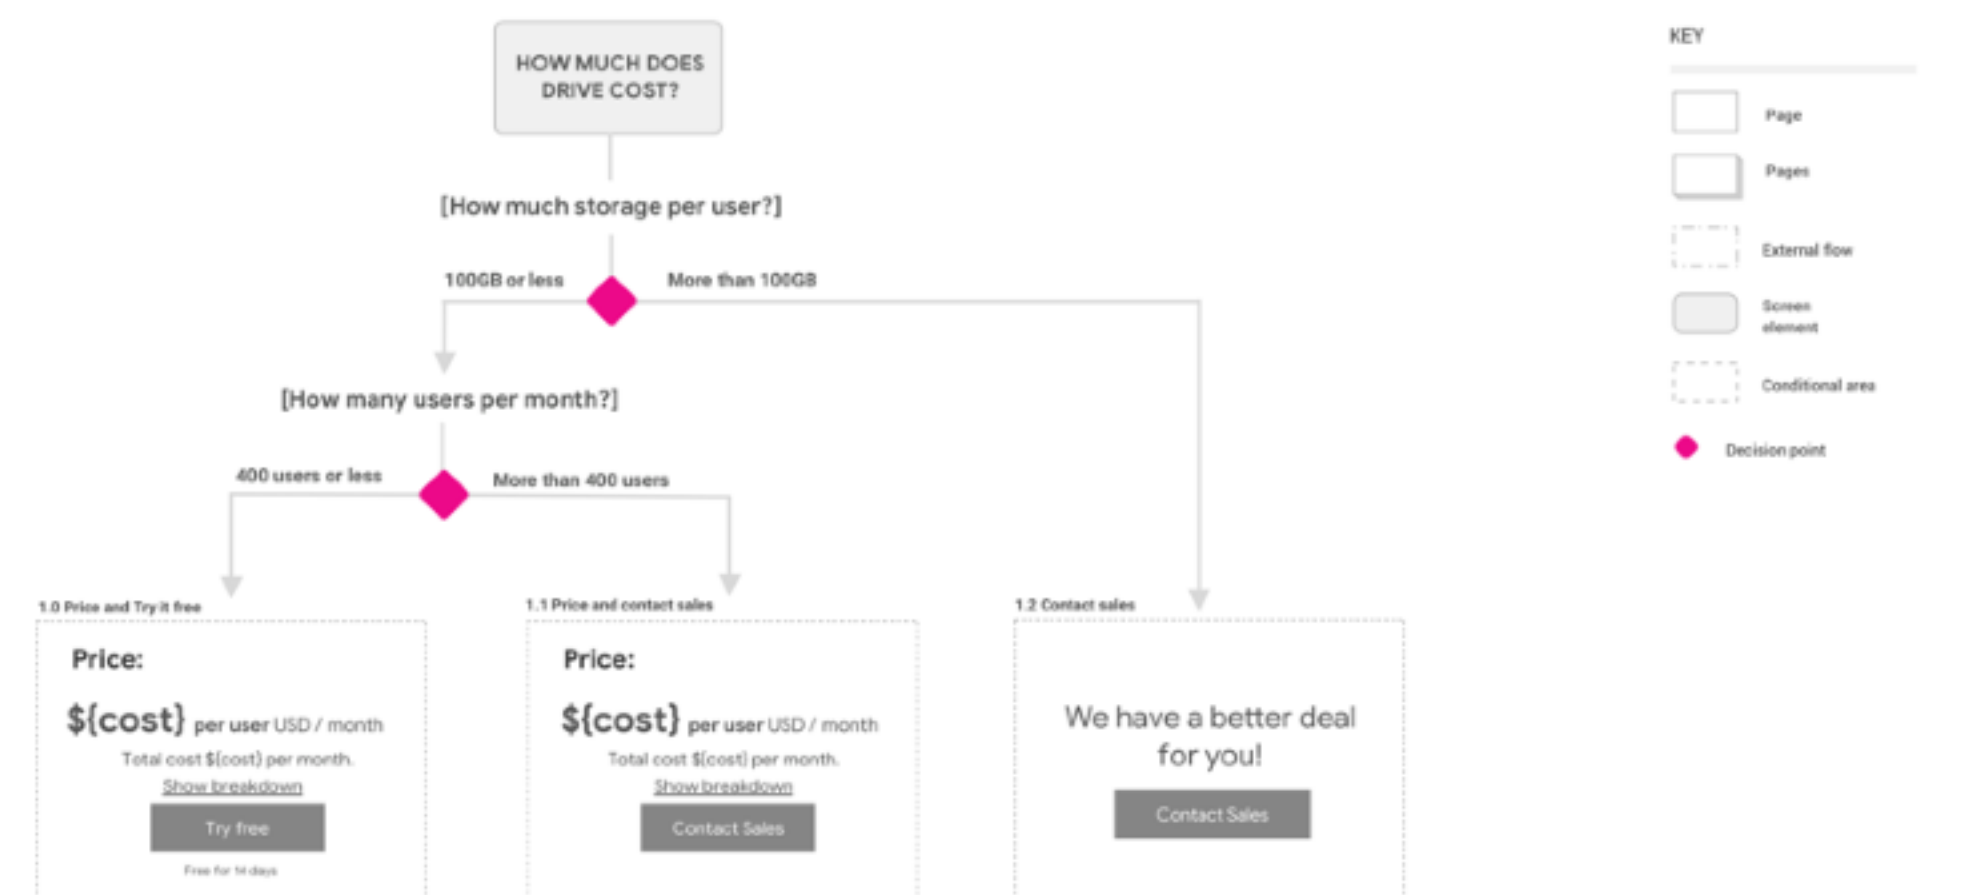 HOW MUCH DOES
DRIVE COST?
[How much storage per user?]
100GB or less
More than 100GB
[How many users per month?]
400 users or less
More than 400 users
1.0 Price and Try it free
Price:
${cost} per user USD / month
Total cost ${cost} per month.
Show breakdown
Try free
Free for 14 days
1.1 Price and contact sales
Price:
${cost} per user USD / month
Total cost ${cost} per month.
Show breakdown
Contact Sales
1.2 Contact sales
We have a better deal
for you!
Contact Sales
KEY
Page
Pages
External flow
Screen
element
Conditional area
Decision point